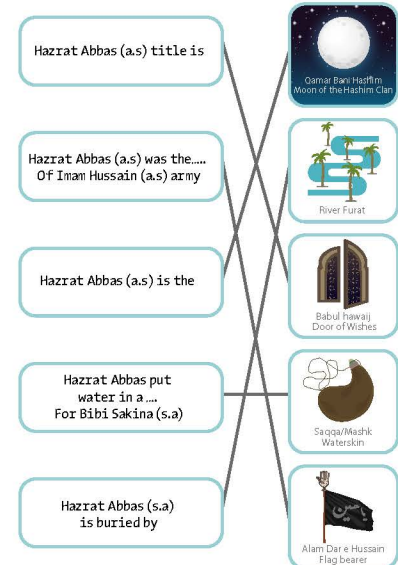 Hazrat Abbas (a.s) title is
Qamar Bani Hashim
Moon of the Hashim Clan
Hazrat Abbas (a.s) was the.....
Of Imam Hussain (a.s) army
River Furat
Hazrat Abbas (a.s) is the
Babul hawaij
Door of Wishes
Hazrat Abbas put
water in a ....
For Bibi Sakina (s.a)
Saqqa/Mashk
Waterskin
Hazrat Abbas (s.a)
is buried by
ياحسين
Alam Dar e Hussain
Flag bearer